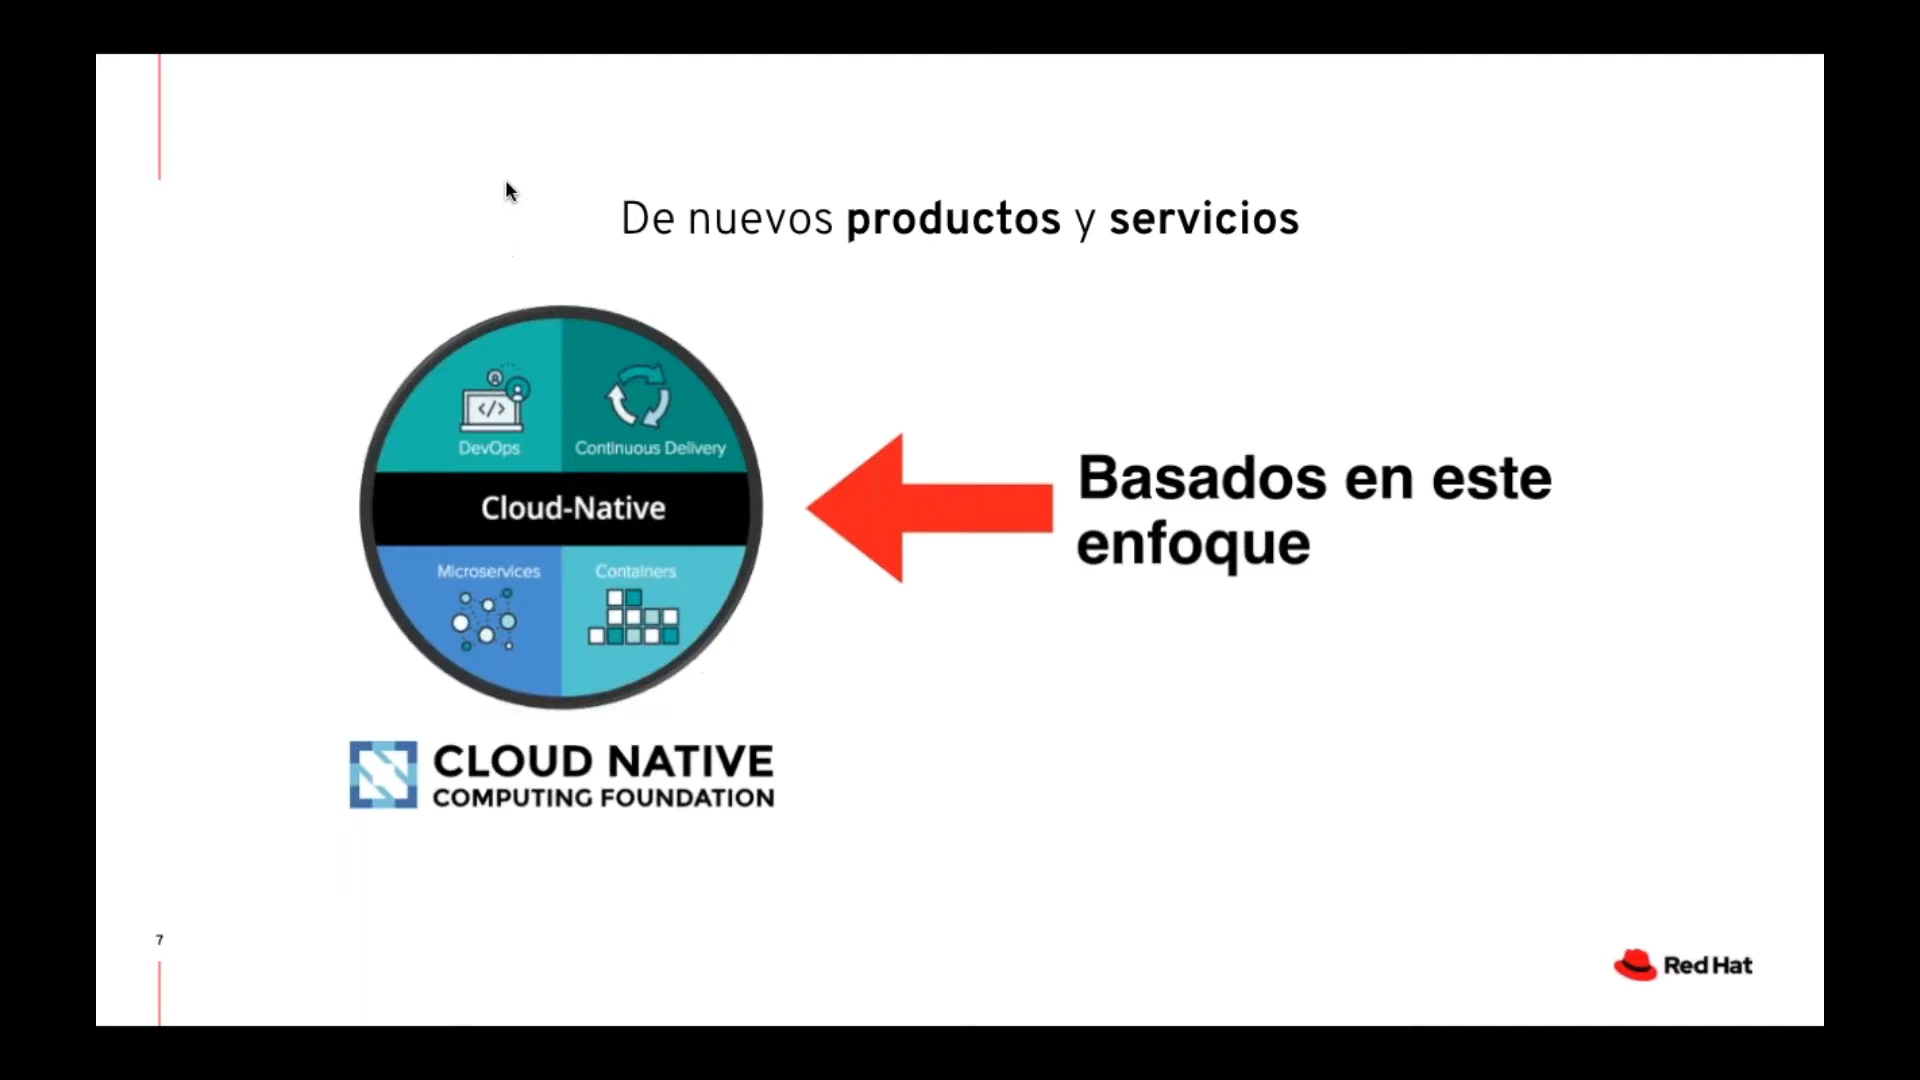 De nuevos productos y servicios
</>
DevOps
Continuous Delivery
Cloud-Native
Microservices
Containers
Basados en este
enfoque
CLOUD NATIVE
COMPUTING FOUNDATION
7
Red Hat